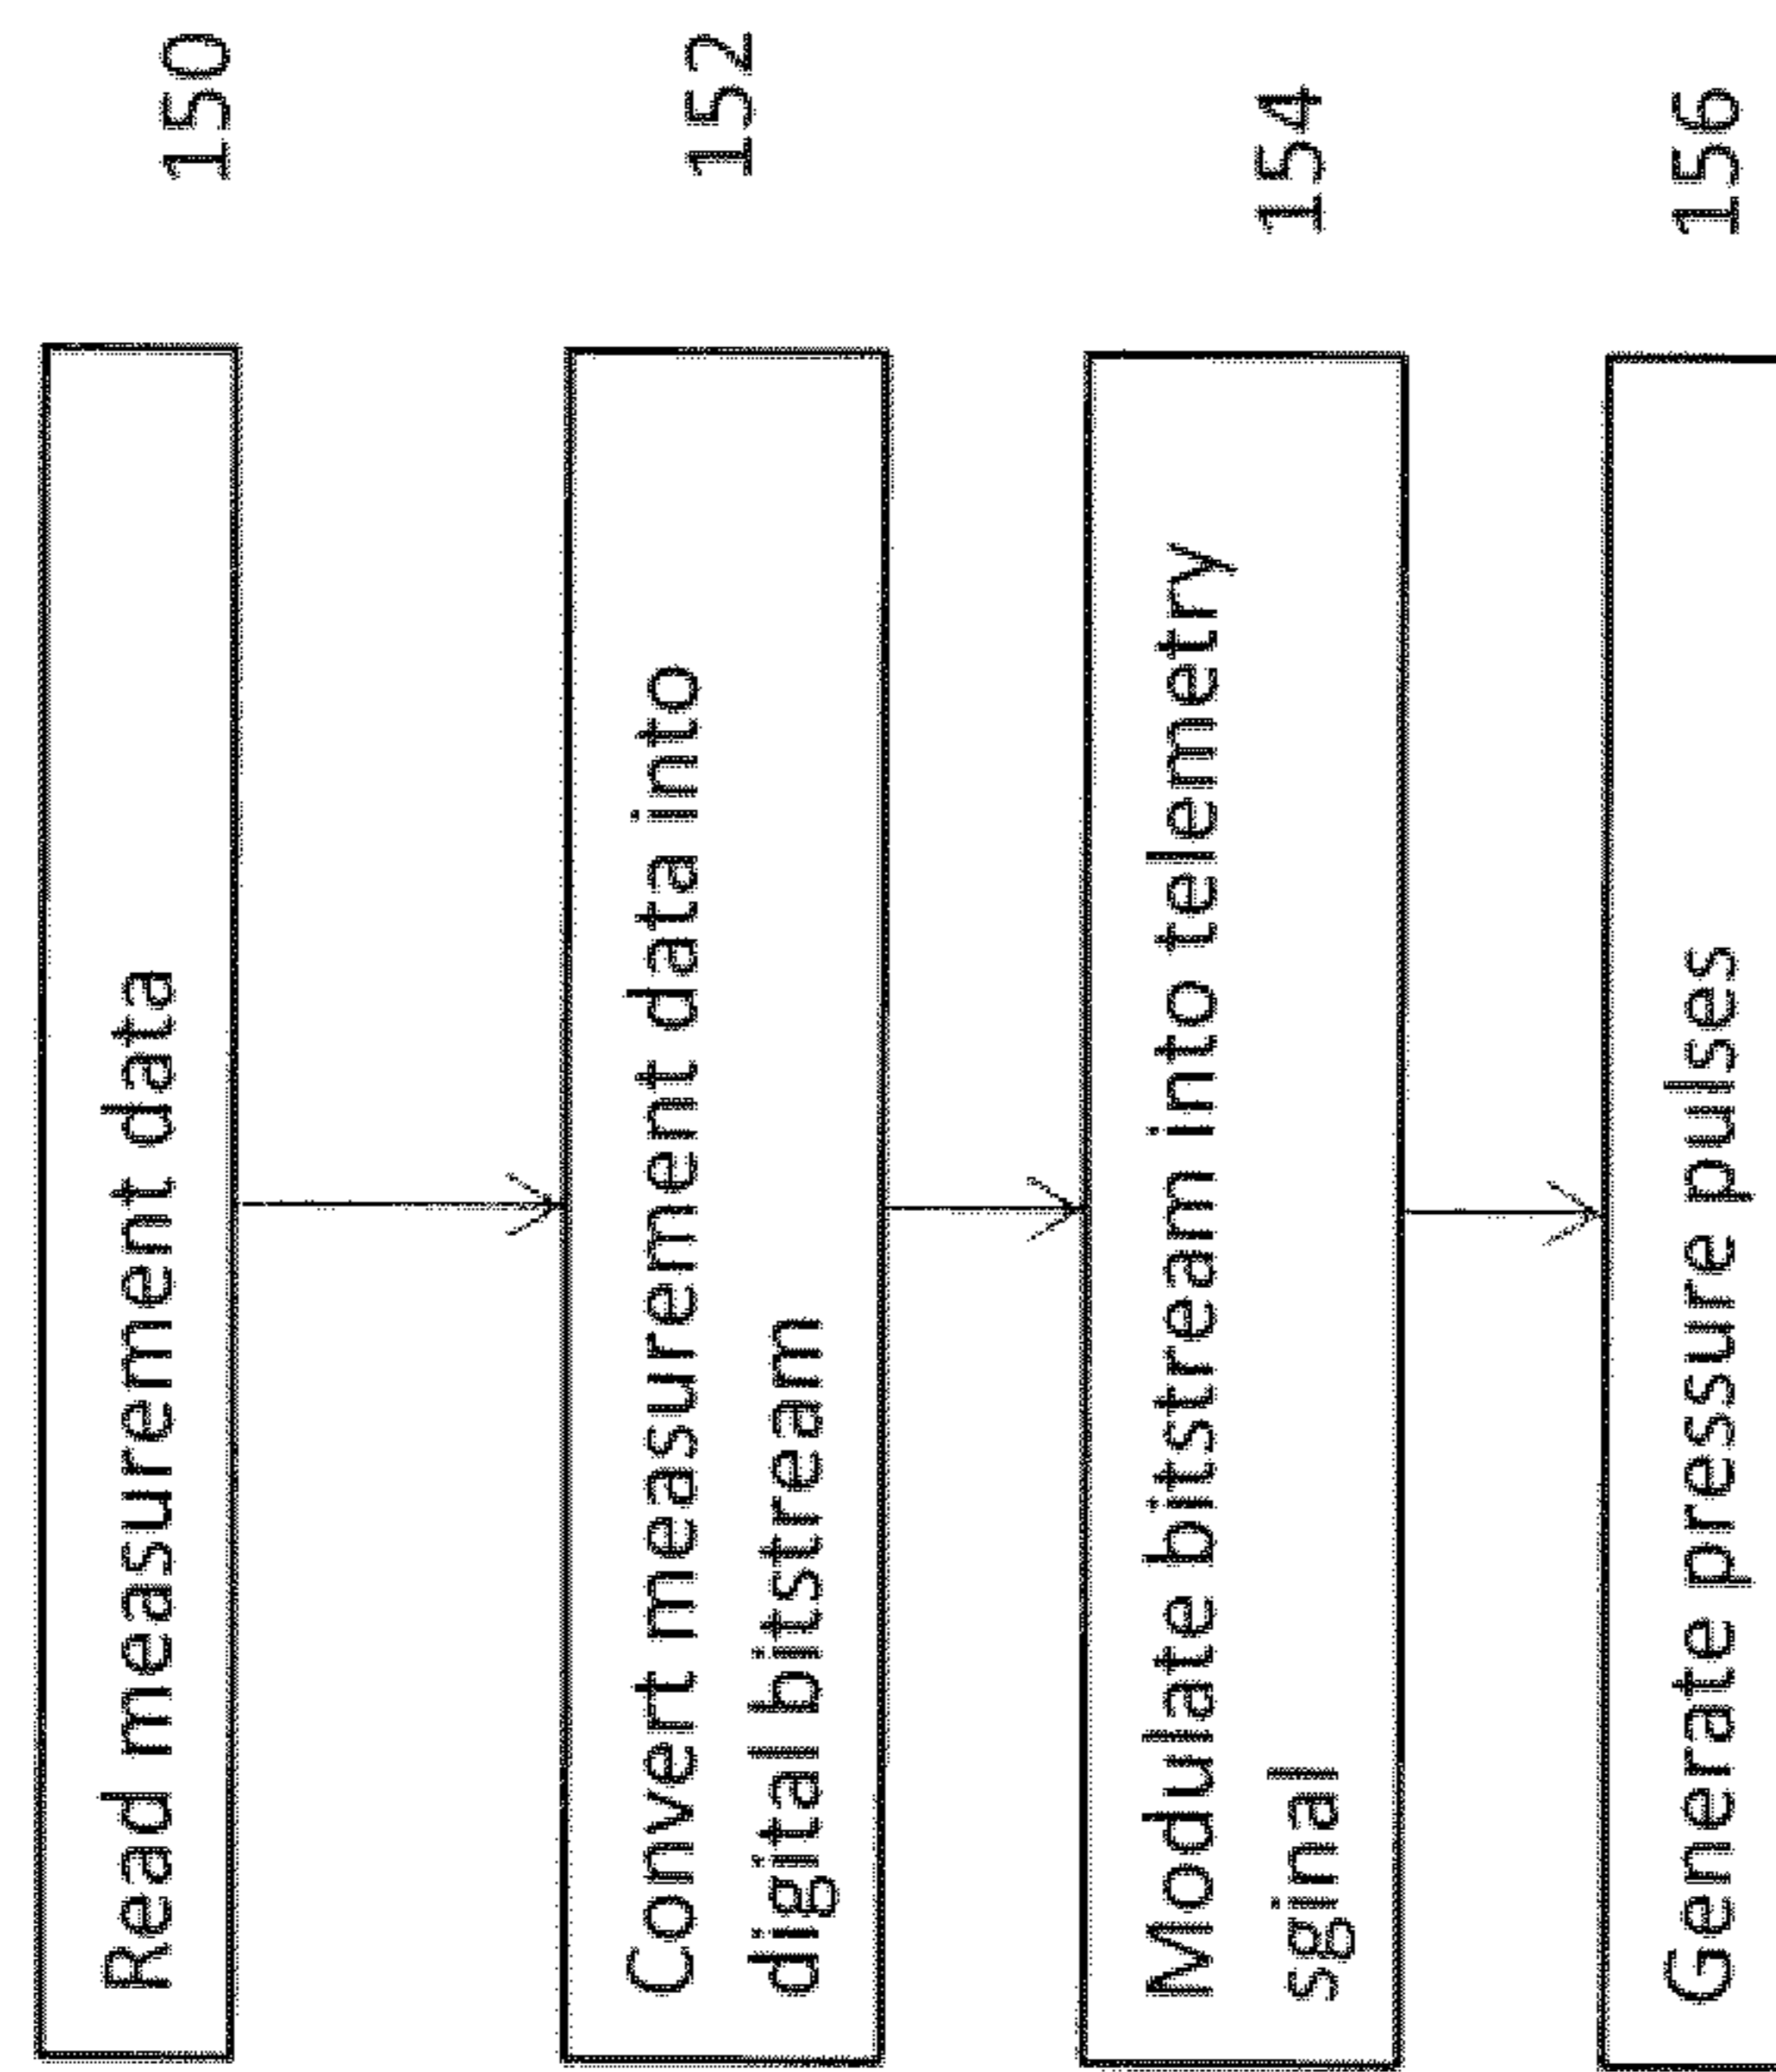 Read measurement data
150
Convert measurement data into
digital bitstream
152
Modulate bitstream into telemetry
sginal
154
Generate pressure pulses
156